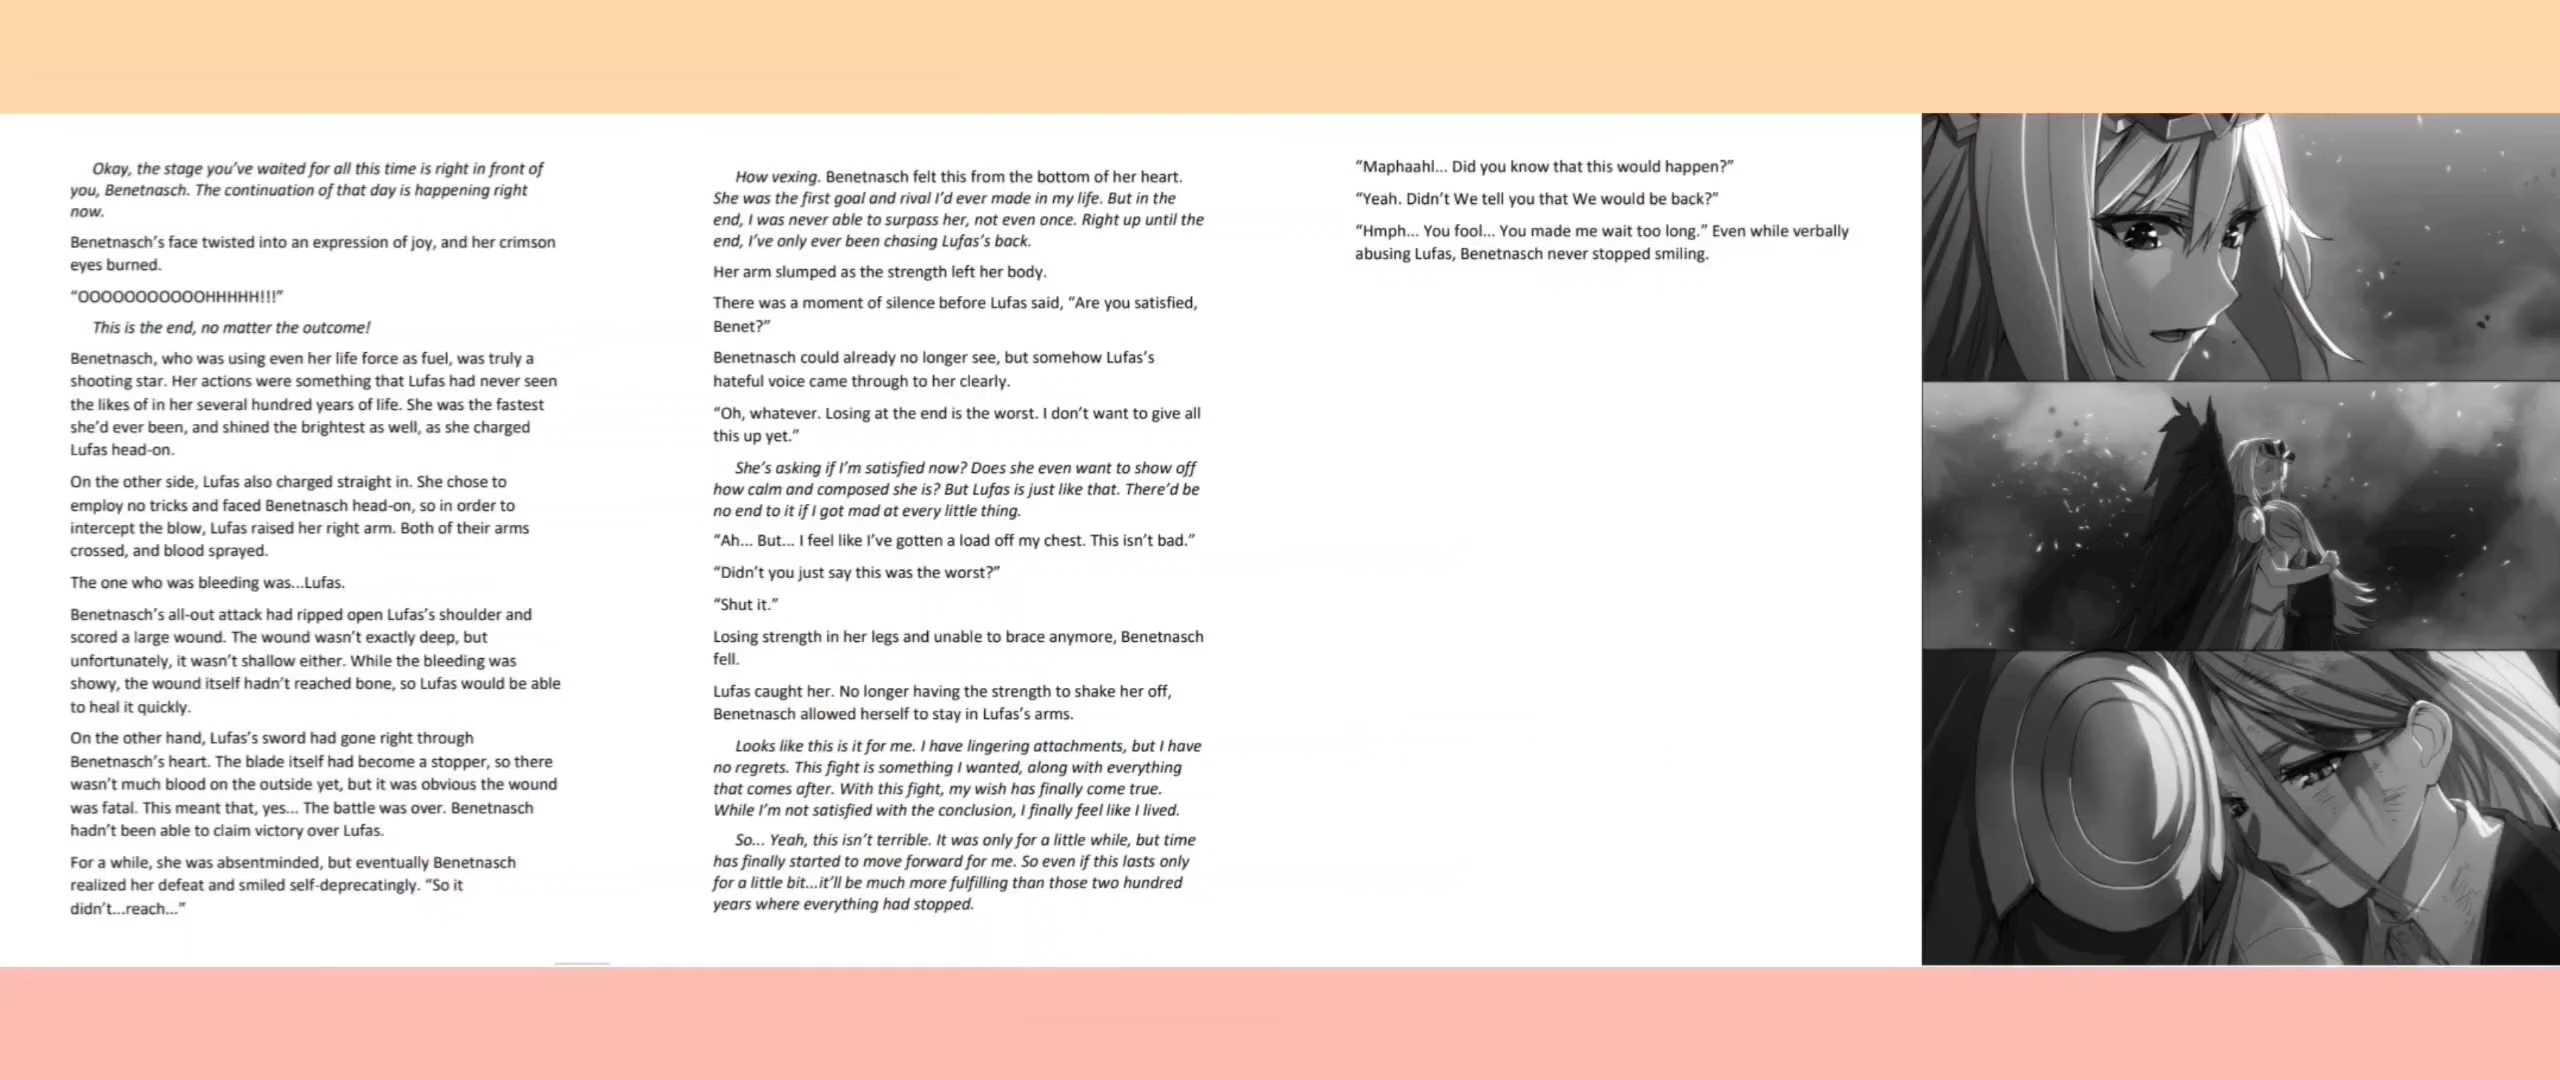 Okay, the stage you’ve waited for all this time is right in front of
you, Benetnasch. The continuation of that day is happening right
now.
Benetnasch’s face twisted into an expression of joy, and her crimson
eyes burned.
“OOOOOOOOOOOHHHHH!!!”
This is the end, no matter the outcome!
Benetnasch, who was using even her life force as fuel, was truly a
shooting star. Her actions were something that Lufas had never seen
the likes of in her several hundred years of life. She was the fastest
she’d ever been, and shined the brightest as well, as she charged
Lufas head-on.
On the other side, Lufas also charged straight in. She chose to
employ no tricks and faced Benetnasch head-on, so in order to
intercept the blow, Lufas raised her right arm. Both of their arms
crossed, and blood sprayed.
The one who was bleeding was...Lufas.
Benetnasch’s all-out attack had ripped open Lufas’s shoulder and
scored a large wound. The wound wasn’t exactly deep, but
unfortunately, it wasn’t shallow either. While the bleeding was
showy, the wound itself hadn’t reached bone, so Lufas would be able
to heal it quickly.
On the other hand, Lufas’s sword had gone right through
Benetnasch’s heart. The blade itself had become a stopper, so there
wasn’t much blood on the outside yet, but it was obvious the wound
was fatal. This meant that, yes... The battle was over. Benetnasch
hadn’t been able to claim victory over Lufas.
For a while, she was absentminded, but eventually Benetnasch
realized her defeat and smiled self-deprecatingly. “So it
didn’t...reach...”
How vexing. Benetnasch felt this from the bottom of her heart.
She was the first goal and rival I’d ever made in my life. But in the
end, I was never able to surpass her, not even once. Right up until the
end, I’ve only ever been chasing Lufas’s back.
Her arm slumped as the strength left her body.
There was a moment of silence before Lufas said, “Are you satisfied,
Benet?”
Benetnasch could already no longer see, but somehow Lufas’s
hateful voice came through to her clearly.
“Oh, whatever. Losing at the end is the worst. I don’t want to give all
this up yet.”
She’s asking if I’m satisfied now? Does she even want to show off
how calm and composed she is? But Lufas is just like that. There’d be
no end to it if I got mad at every little thing.
“Ah... But... I feel like I’ve gotten a load off my chest. This isn’t bad.”
“Didn’t you just say this was the worst?”
“Shut it.”
Losing strength in her legs and unable to brace anymore, Benetnasch
fell.
Lufas caught her. No longer having the strength to shake her off,
Benetnasch allowed herself to stay in Lufas’s arms.
Looks like this is it for me. I have lingering attachments, but I have
no regrets. This fight is something I wanted, along with everything
that comes after. With this fight, my wish has finally come true.
While I’m not satisfied with the conclusion, I finally feel like I lived.
So... Yeah, this isn’t terrible. It was only for a little while, but time
has finally started to move forward for me. So even if this lasts only
for a little bit...it’ll be much more fulfilling than those two hundred
years where everything had stopped.
“Maphaahl... Did you know that this would happen?”
“Yeah. Didn’t We tell you that We would be back?”
“Hmph... You fool... You made me wait too long.” Even while verbally
abusing Lufas, Benetnasch never stopped smiling.